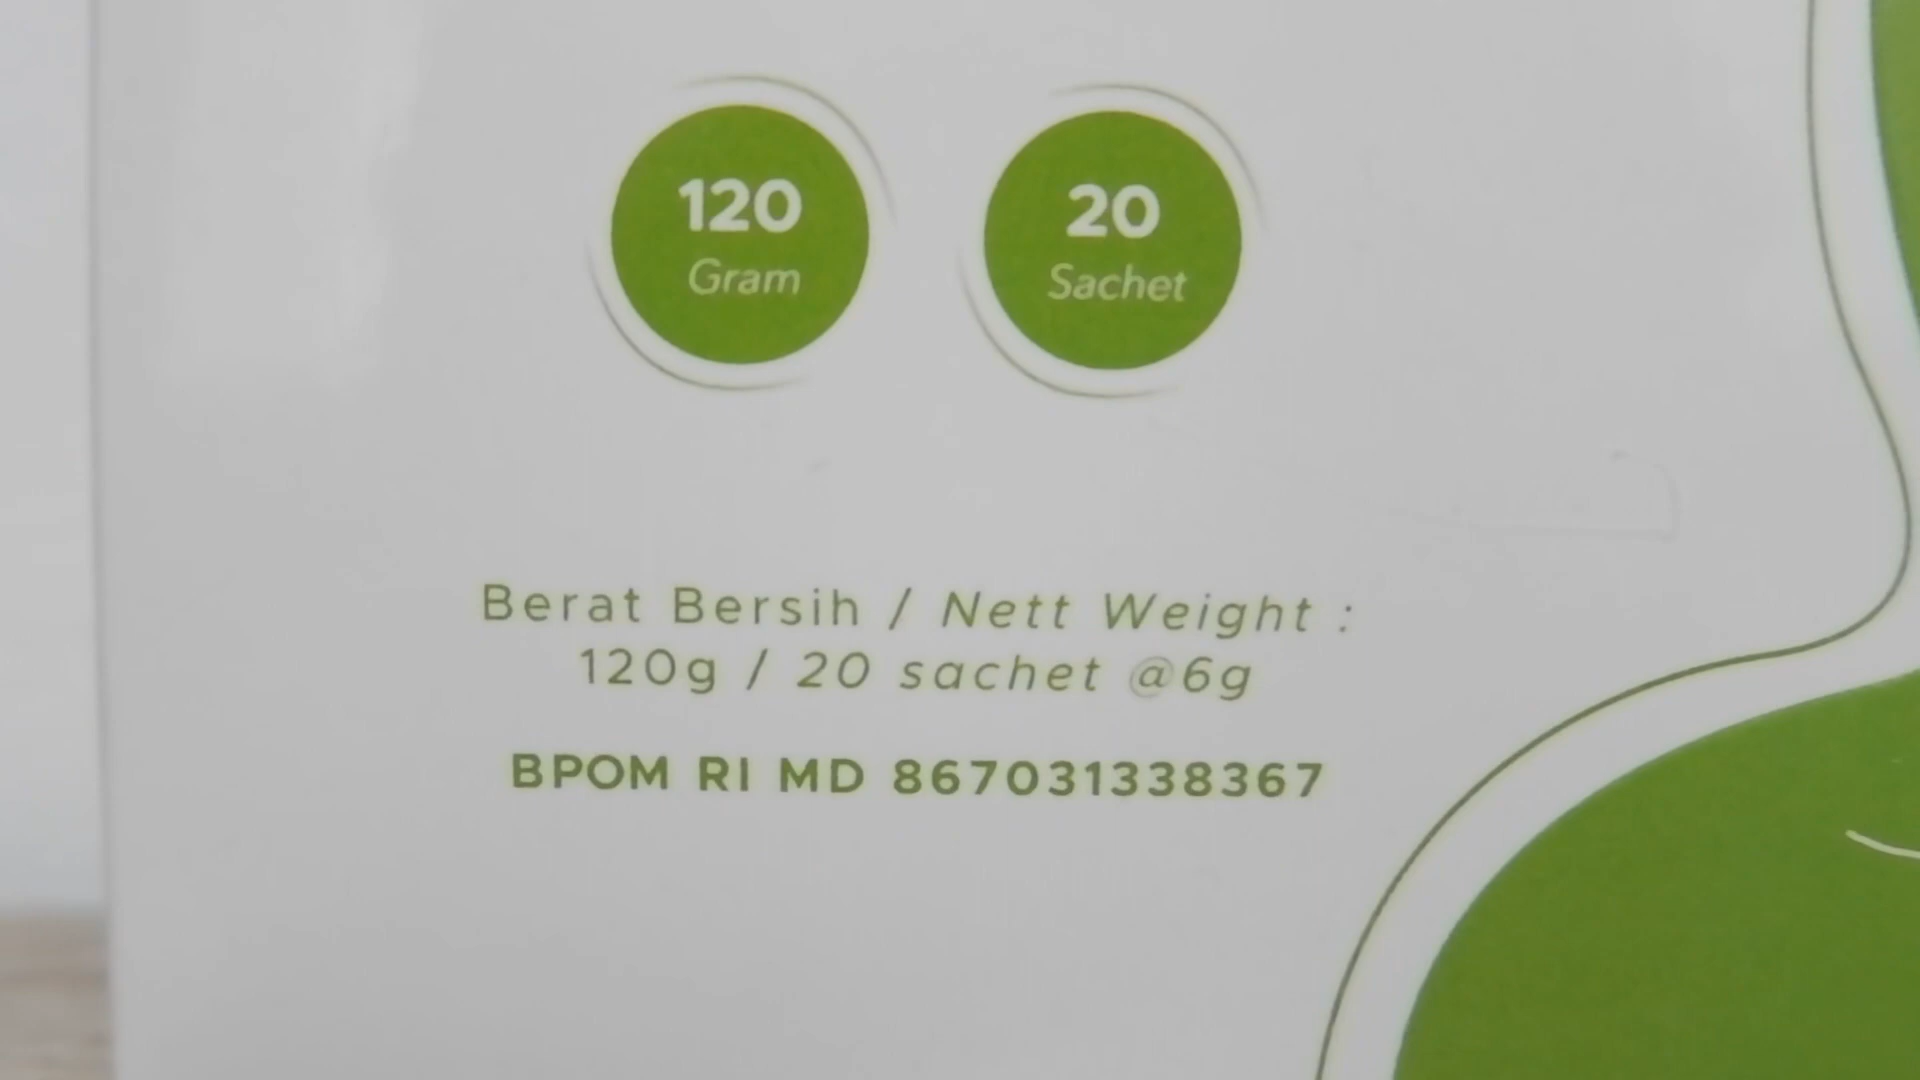 120
Gram
20
Sachet
Berat Bersih / Nett Weight :
120g / 20 sachet @6g
BPOM RI MD 867031338367